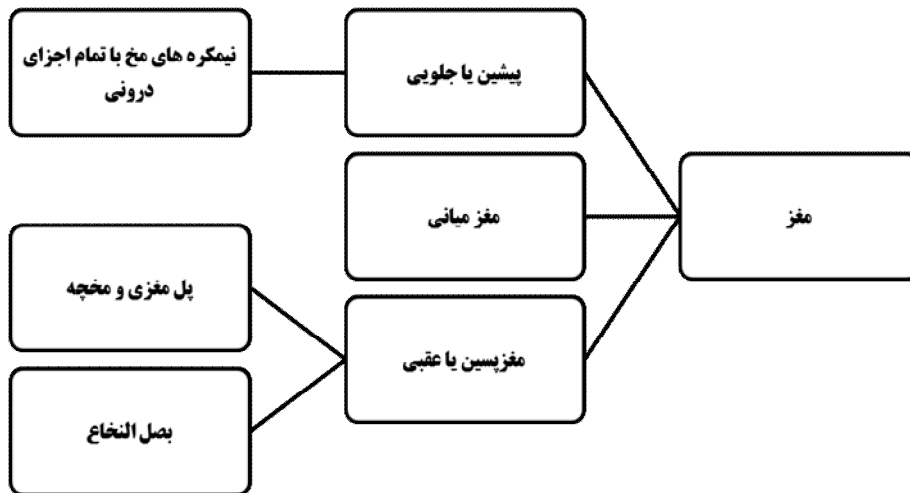 مغز
پیشین یا جلویی
نیمکره های مخ با تمام اجزای
درونی
مغز میانی
مغزپسین یا عقبی
پل مغزی و مخچه
بصل النخاع